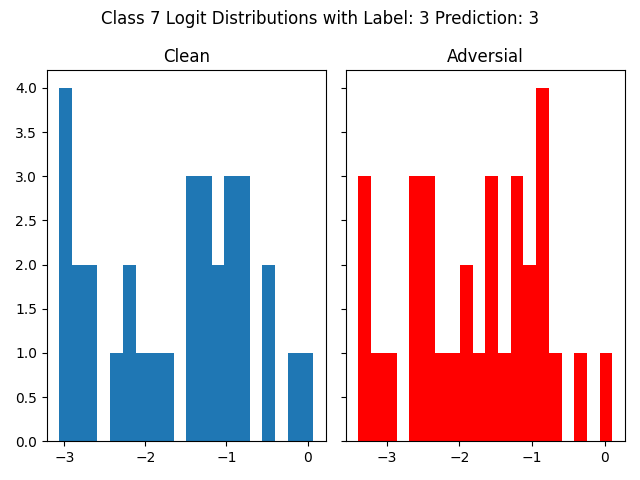 Class 7 Logit Distributions with Label: 3 Prediction: 3
Clean
Adversial
4.0
3.5
3.0
2.5
2.0
1.5
1.0
0.5
0.0
−3 −2 −1 0
−3 −2 −1 0